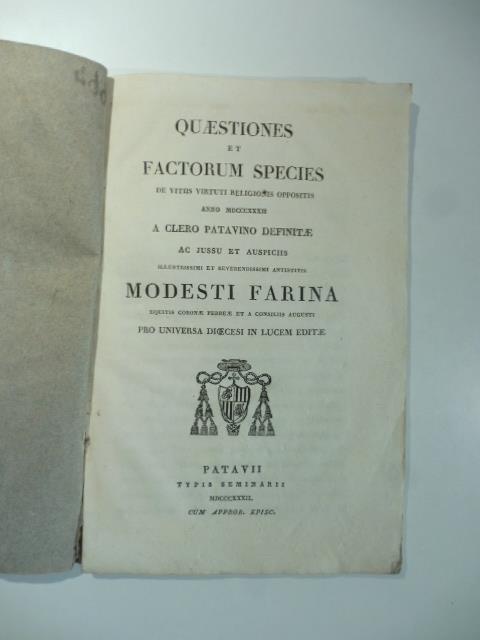 QUÆSTIONES
ET
FACTORUM SPECIES
DE VITIIS VIRTUTI RELIGIONIS OPPOSITIS
ANNO MDCCCXXXII
A CLERO PATAVINO DEFINITÆ
AC JUSSU ET AUSPICIIS
ILLUSTRISSIMI ET REVERENDISSIMI ANTISTITIS
MODESTI FARINA
EQUITIS CORONÆ FERREÆ ET A CONSILIIS AUGUSTI
PRO UNIVERSA DIŒCESI IN LUCEM EDITÆ
PATAVII
TYPIS SEMINARII
MDCCCXXXII.
CUM APPROB. EPISC.